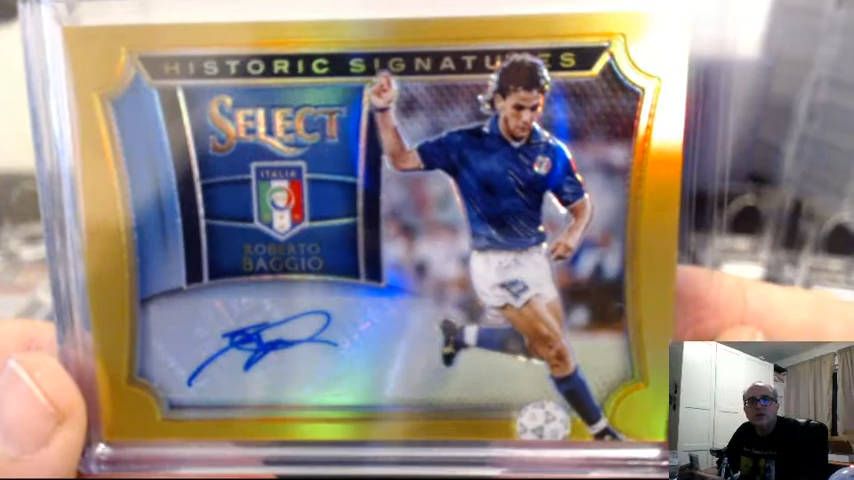 HISTORIC SIGNATURES
SELECT
ITALIA
ROBERTO
BAGGIO